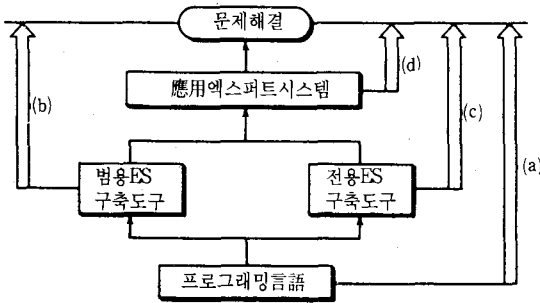 문제해결
(b)
(d)
應用엑스퍼트시스템
(c)
(a)
범용ES
구축도구
전용ES
구축도구
프로그래밍言語